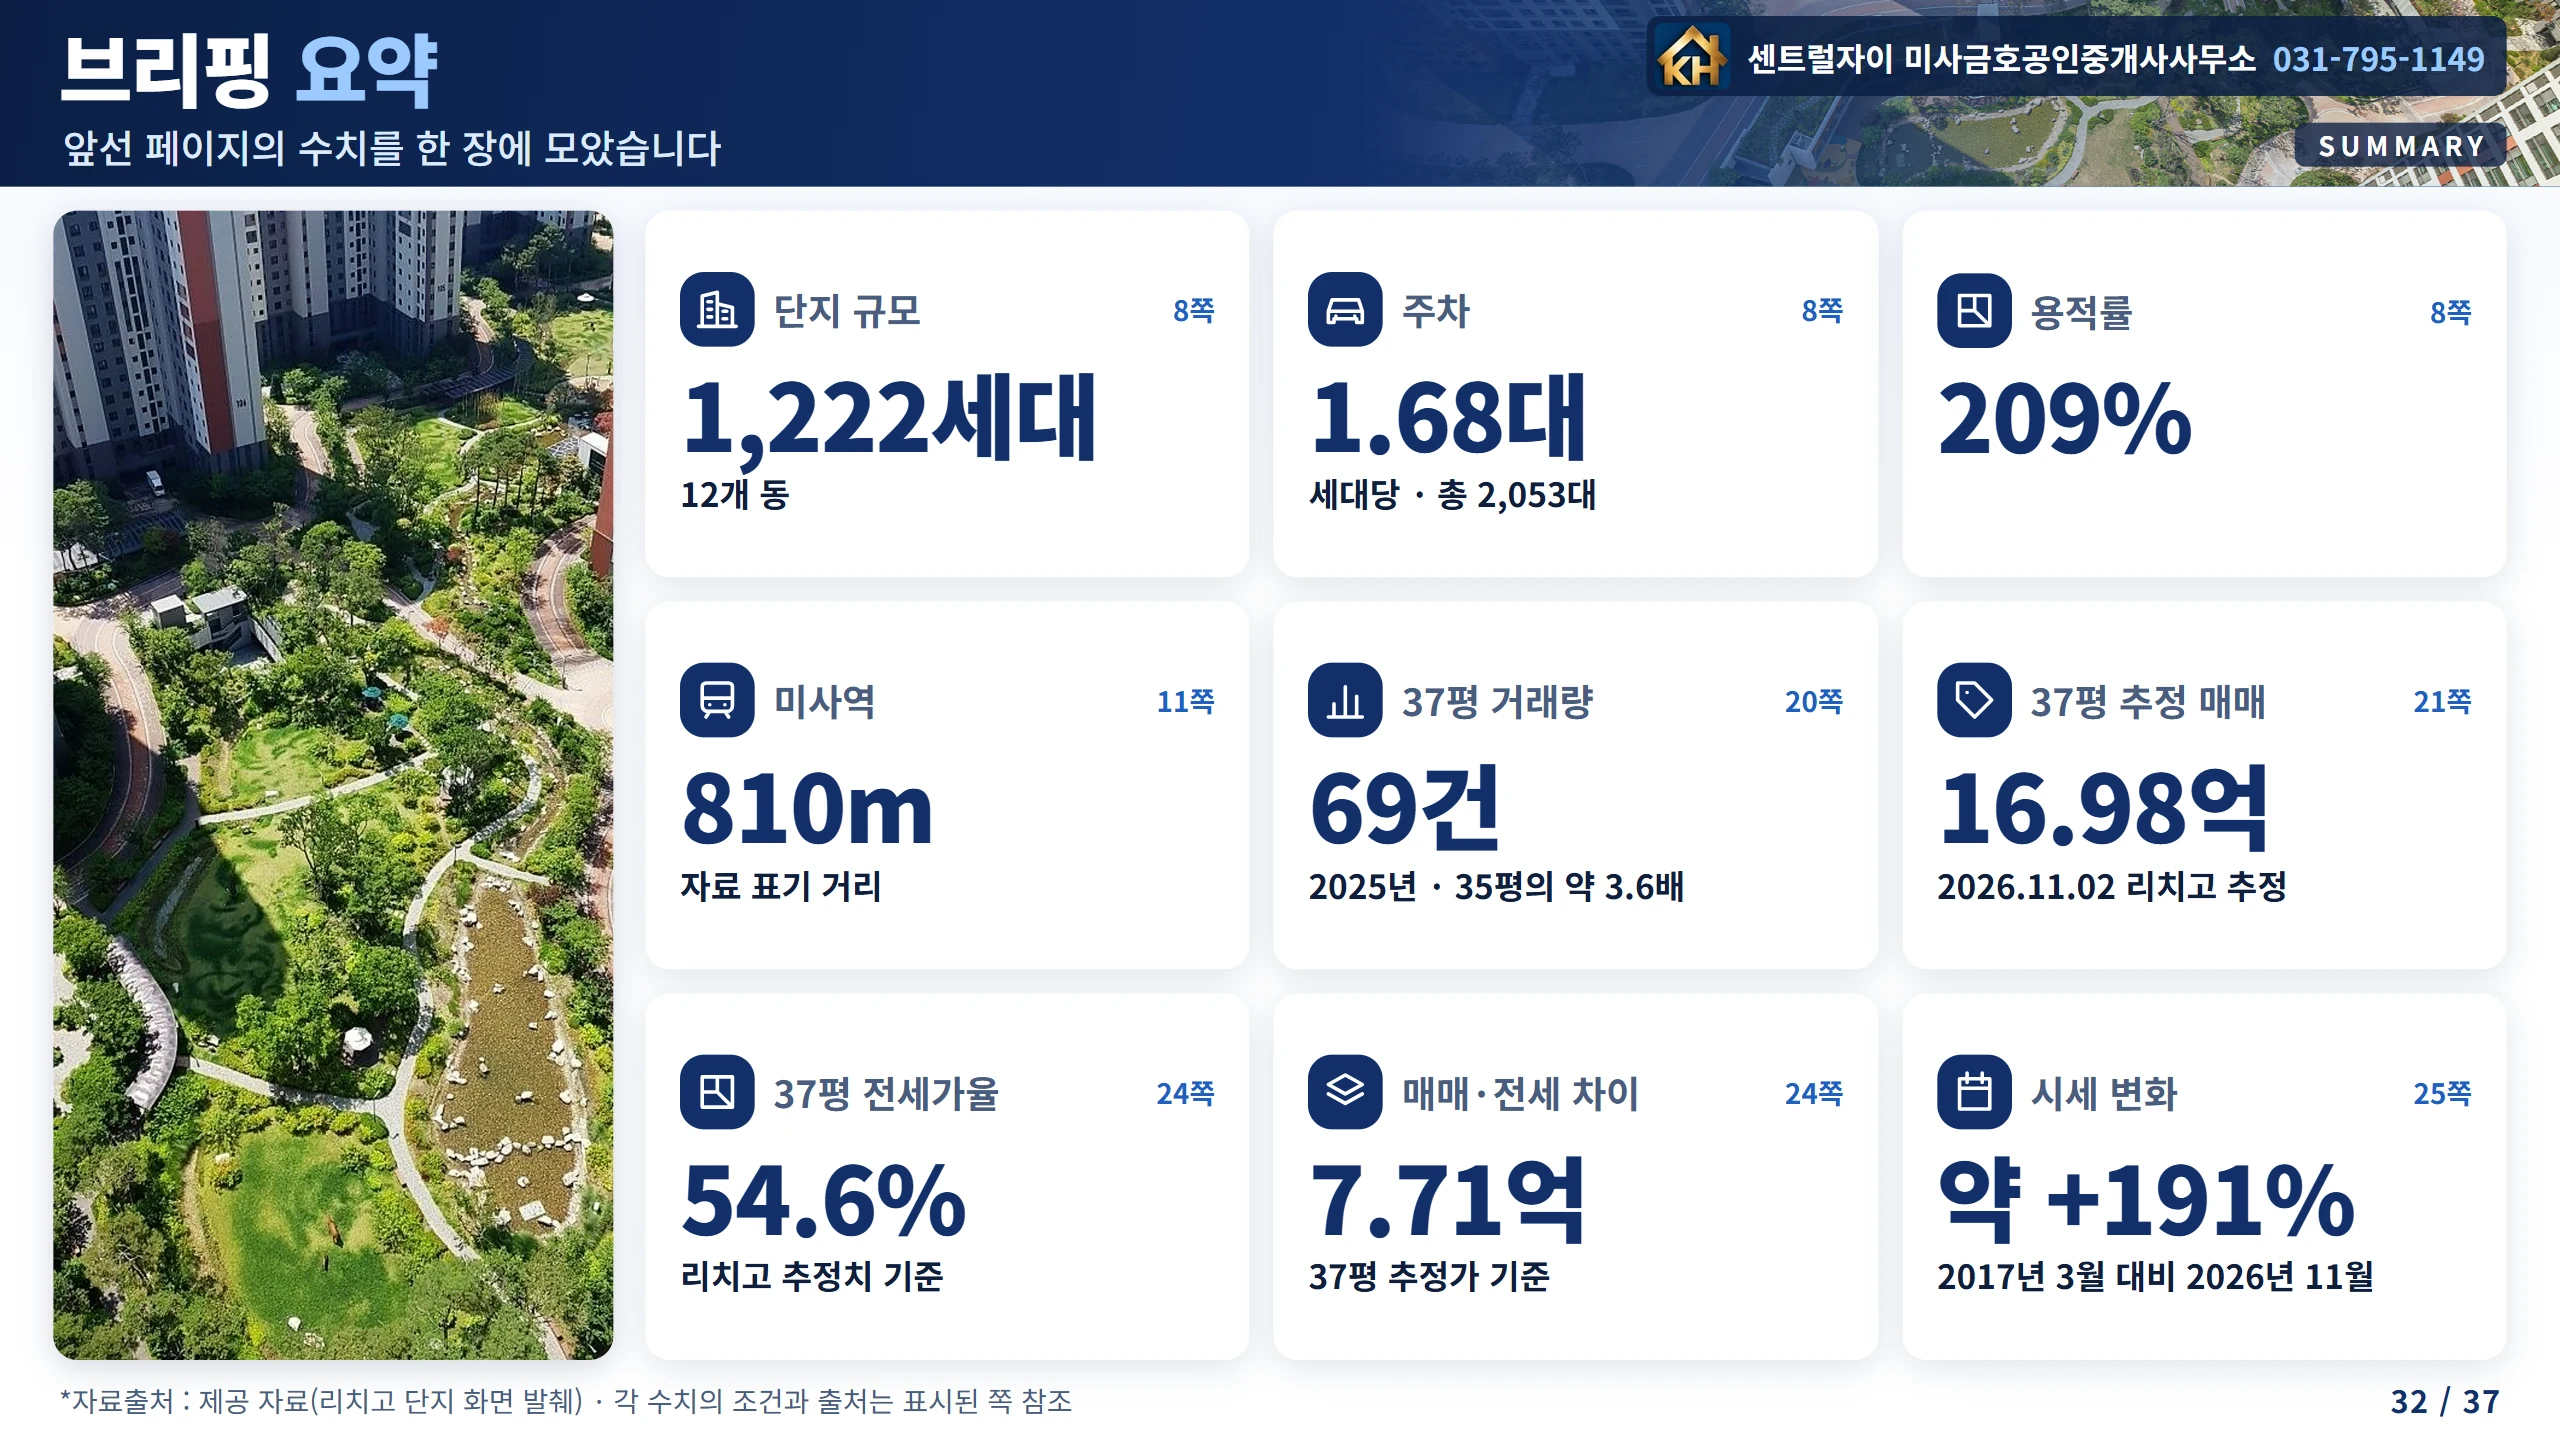 브리핑 요약
앞선 페이지의 수치를 한 장에 모았습니다
KH 센트럴자이 미사금호공인중개사사무소 031-795-1149
SUMMARY
단지 규모 8쪽
1,222세대
12개 동
주차 8쪽
1.68대
세대당 · 총 2,053대
용적률 8쪽
209%
미사역 11쪽
810m
자료 표기 거리
37평 거래량 20쪽
69건
2025년 · 35평의 약 3.6배
37평 추정 매매 21쪽
16.98억
2026.11.02 리치고 추정
37평 전세가율 24쪽
54.6%
리치고 추정치 기준
매매·전세 차이 24쪽
7.71억
37평 추정가 기준
시세 변화 25쪽
약 +191%
2017년 3월 대비 2026년 11월
*자료출처 : 제공 자료(리치고 단지 화면 발췌) · 각 수치의 조건과 출처는 표시된 쪽 참조
32 / 37